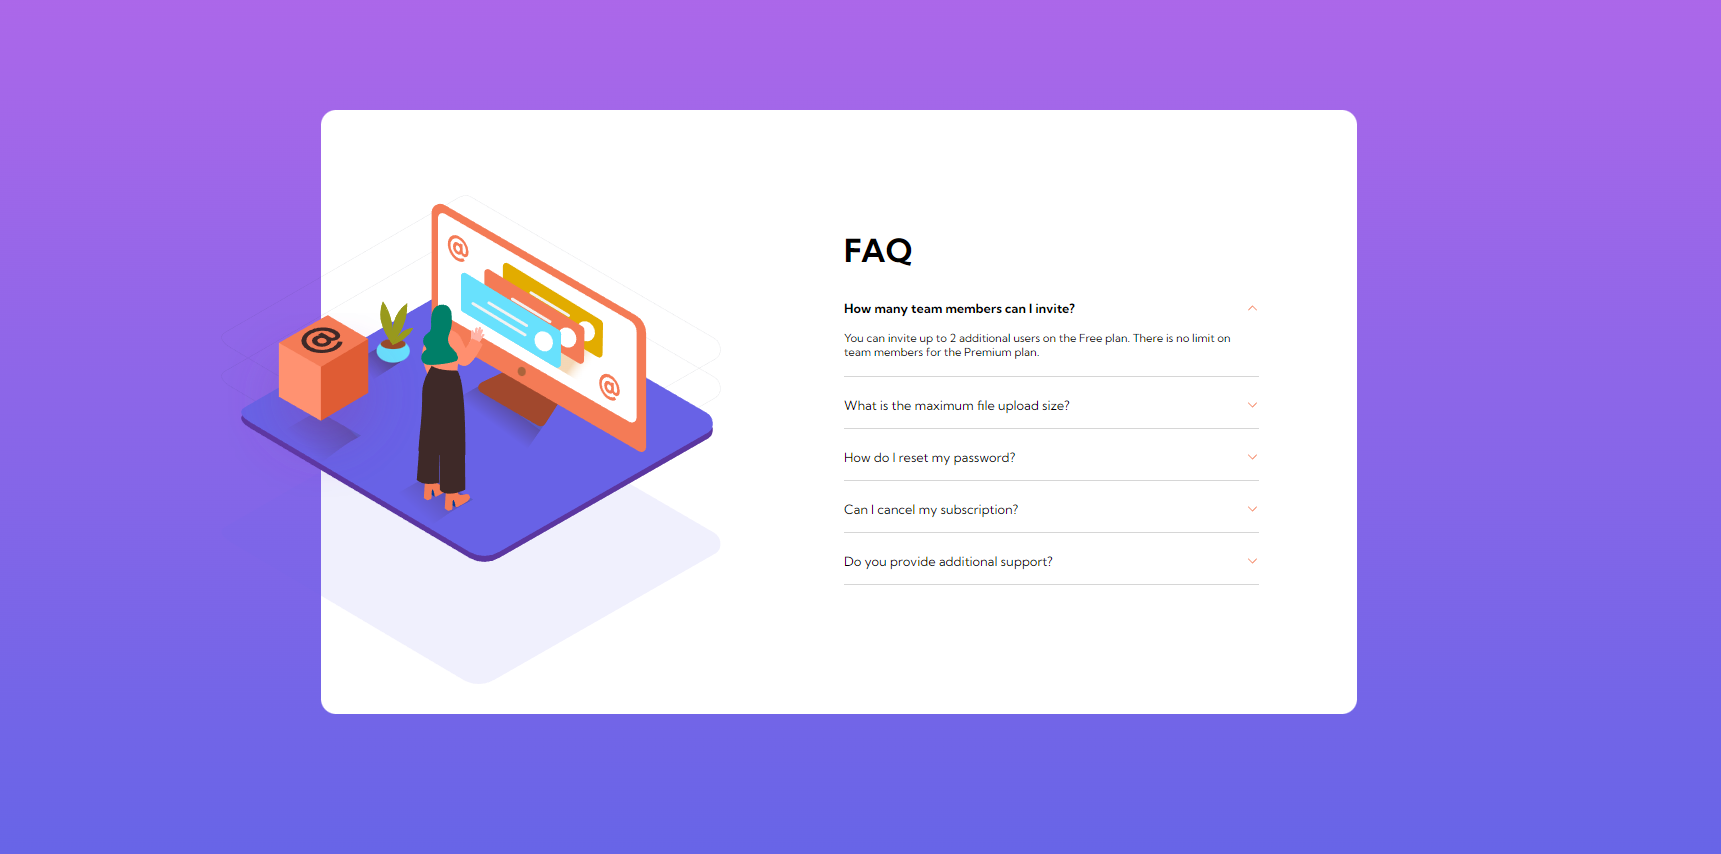 @
@
@
FAQ
How many team members can I invite?
You can invite up to 2 additional users on the Free plan. There is no limit on
team members for the Premium plan.
What is the maximum file upload size?
How do I reset my password?
Can I cancel my subscription?
Do you provide additional support?